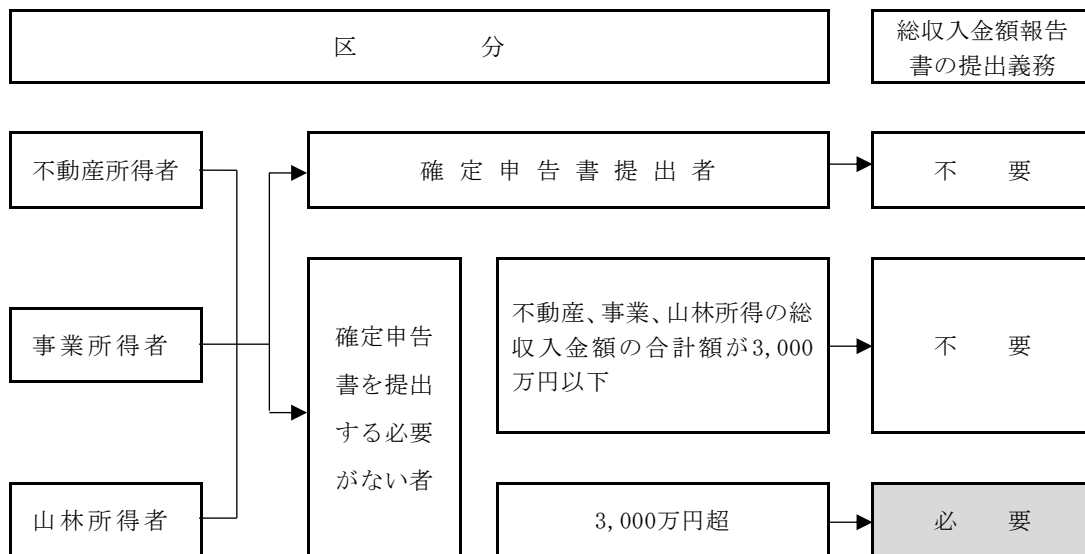 区 分
総収入金額報告
書の提出義務
不動産所得者
確定申告書提出者
不 要
事業所得者
確定申告
書を提出
する必要
がない者
不動産、事業、山林所得の総
収入金額の合計額が3,000
万円以下
不 要
山林所得者
3,000万円超
必 要